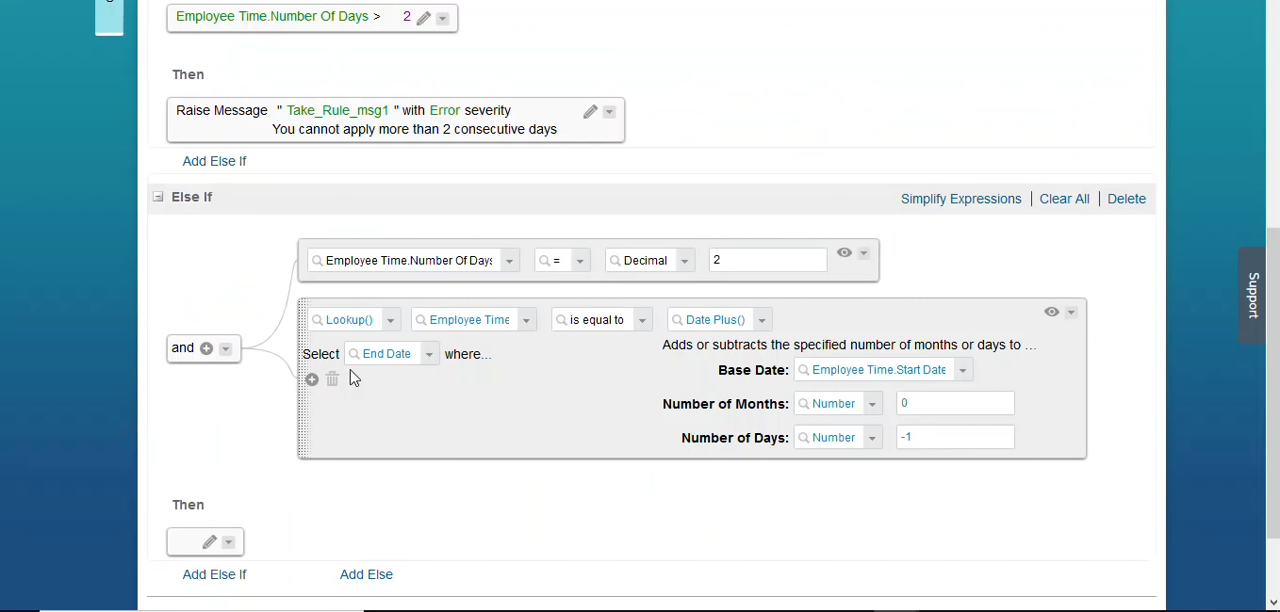 Employee Time.Number Of Days > 2
Then
Raise Message " Take_Rule_msg1 " with Error severity
You cannot apply more than 2 consecutive days
Add Else If
Else If
Simplify Expressions | Clear All | Delete
Employee Time.Number Of Days = Decimal 2
and
Lookup() Employee Time is equal to Date Plus()
Select End Date where...
Adds or subtracts the specified number of months or days to ...
Base Date: Employee Time.Start Date
Number of Months: Number 0
Number of Days: Number -1
Then
Add Else If Add Else
Support